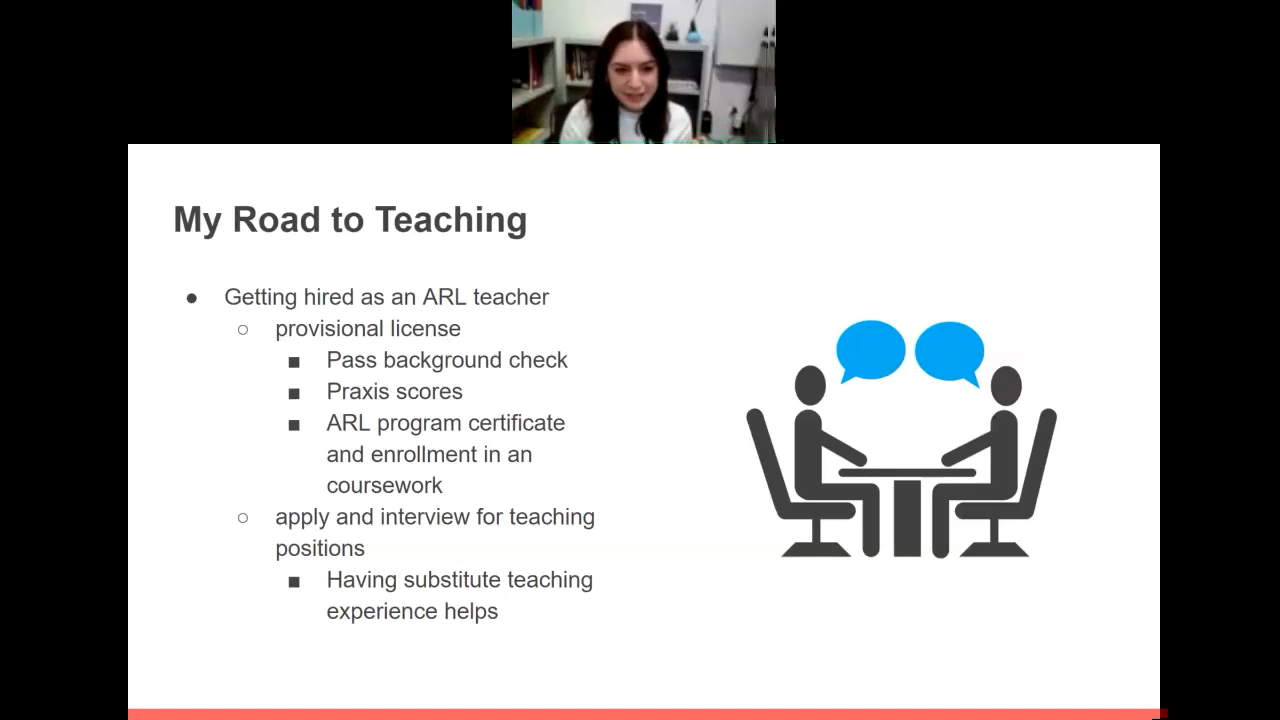 My Road to Teaching
● Getting hired as an ARL teacher
○ provisional license
■ Pass background check
■ Praxis scores
■ ARL program certificate
and enrollment in an
coursework
○ apply and interview for teaching
positions
■ Having substitute teaching
experience helps